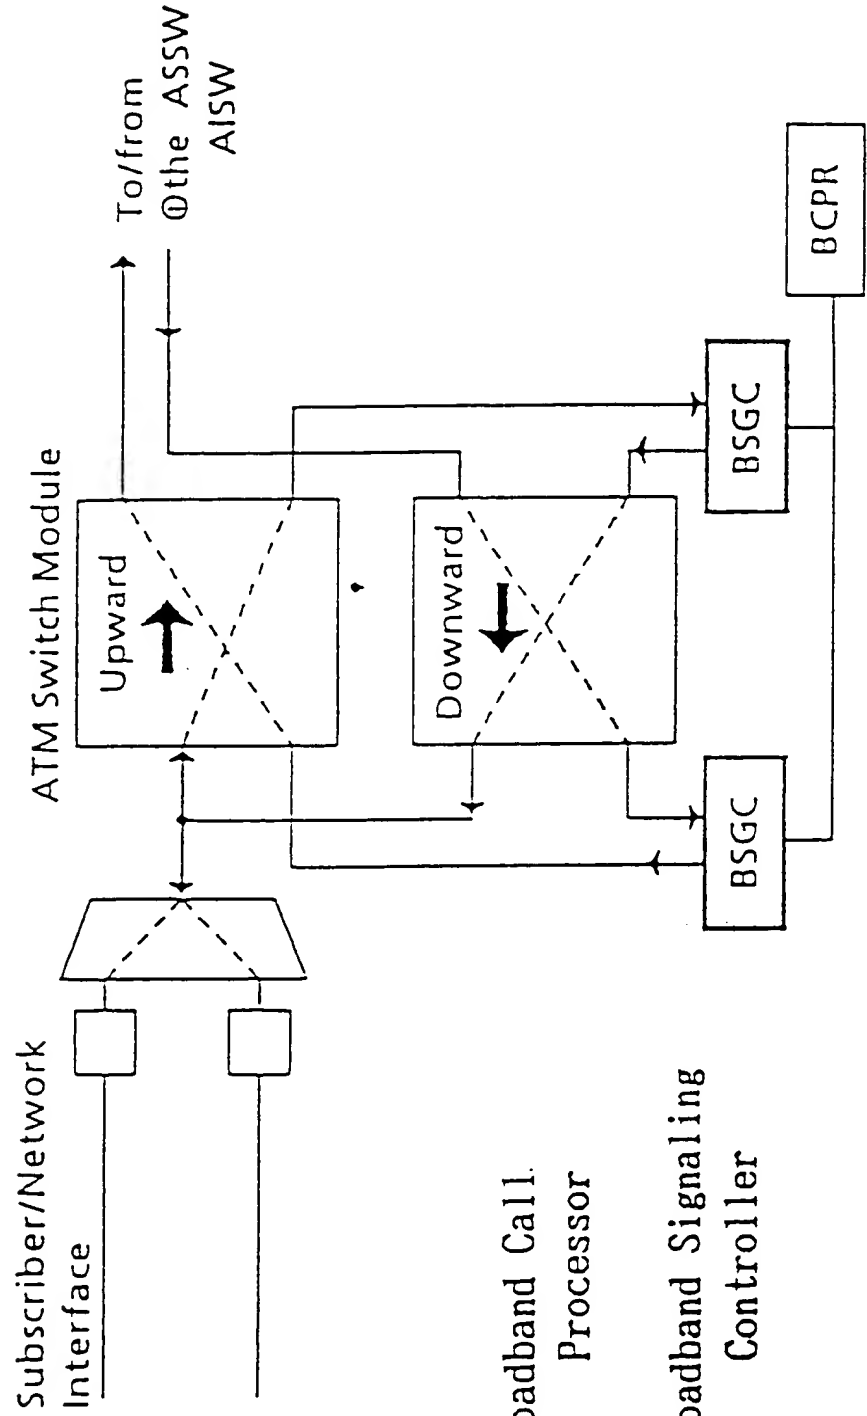 Subscriber/Network
Interface
ATM Switch Module
To/from
①the ASSW
AISW
Upward
Downward
BSGC
BSGC
BCPR
oadband Call
Processor
oadband Signaling
Controller